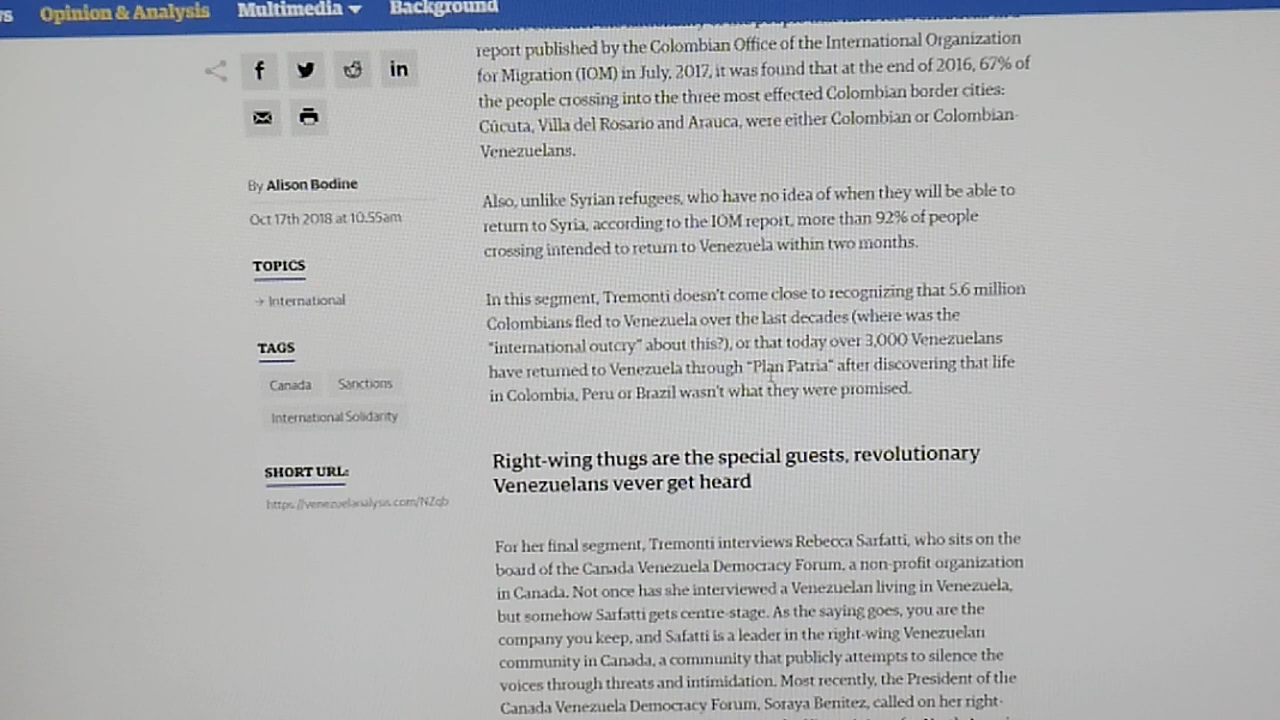 Opinion & Analysis
Multimedia
Background
report published by the Colombian Office of the International Organization
for Migration (IOM) in July, 2017, it was found that at the end of 2016, 67% of
the people crossing into the three most effected Colombian border cities:
Cúcuta, Villa del Rosario and Arauca, were either Colombian or Colombian-
Venezuelans.
By Alison Bodine
Oct 17th 2018 at 10.55am
TOPICS
→ International
TAGS
Canada
Sanctions
International Solidarity
SHORT URL:
https://venezuelanalysis.com/NZqb
Also, unlike Syrian refugees, who have no idea of when they will be able to
return to Syria, according to the IOM report, more than 92% of people
crossing intended to return to Venezuela within two months.
In this segment, Tremonti doesn't come close to recognizing that 5.6 million
Colombians fled to Venezuela over the last decades (where was the
"international outcry" about this?), or that today over 3,000 Venezuelans
have returned to Venezuela through "Plan Patria" after discovering that life
in Colombia, Peru or Brazil wasn't what they were promised.
Right-wing thugs are the special guests, revolutionary
Venezuelans vever get heard
For her final segment, Tremonti interviews Rebecca Sarfatti, who sits on the
board of the Canada Venezuela Democracy Forum, a non-profit organization
in Canada. Not once has she interviewed a Venezuelan living in Venezuela,
but somehow Sarfatti gets centre-stage. As the saying goes, you are the
company you keep, and Safatti is a leader in the right-wing Venezuelan
community in Canada, a community that publicly attempts to silence the
voices through threats and intimidation. Most recently, the President of the
Canada Venezuela Democracy Forum, Soraya Benitez, called on her right-